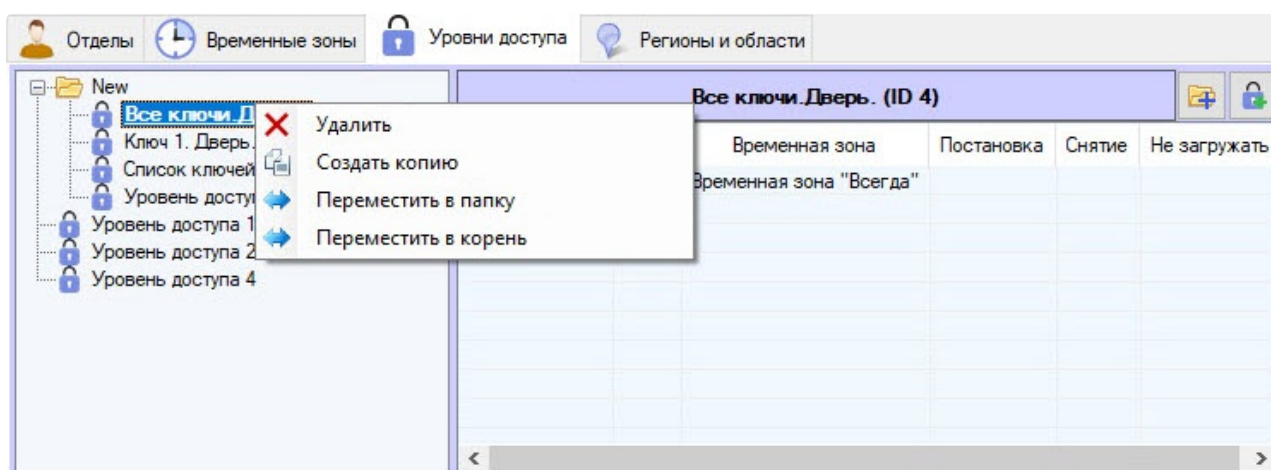 Отделы Временные зоны Уровни доступа Регионы и области
New
Все ключи.Д
Ключ 1. Дверь.
Список ключей
Уровень
Уровень доступа 1
Уровень доступа 2
Уровень доступа 4
Удалить
Создать копию
Переместить в папку
Переместить в корень
Все ключи.Дверь. (ID 4)
Временная зона Постановка Снятие Не загружать
Временная зона "Всегда"